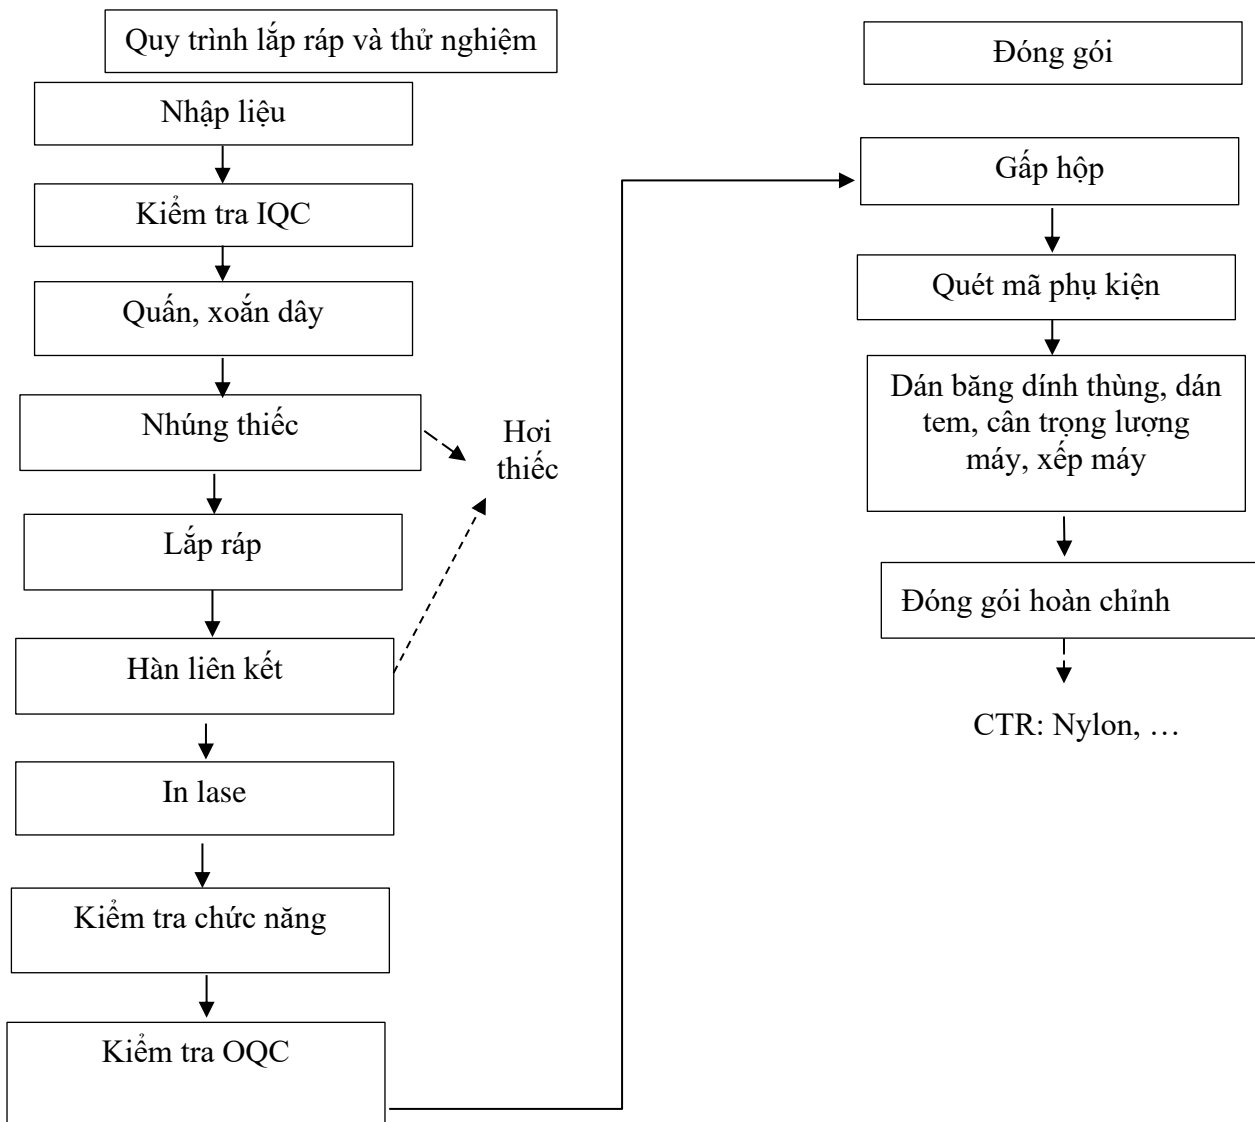 Quy trình lắp ráp và thử nghiệm
Nhập liệu
Kiểm tra IQC
Quấn, xoắn dây
Nhúng thiếc
Hơi
thiếc
Lắp ráp
Hàn liên kết
In lase
Kiểm tra chức năng
Kiểm tra OQC
Đóng gói
Gấp hộp
Quét mã phụ kiện
Dán băng dính thùng, dán
tem, cân trọng lượng
máy, xếp máy
Đóng gói hoàn chỉnh
CTR: Nylon, …